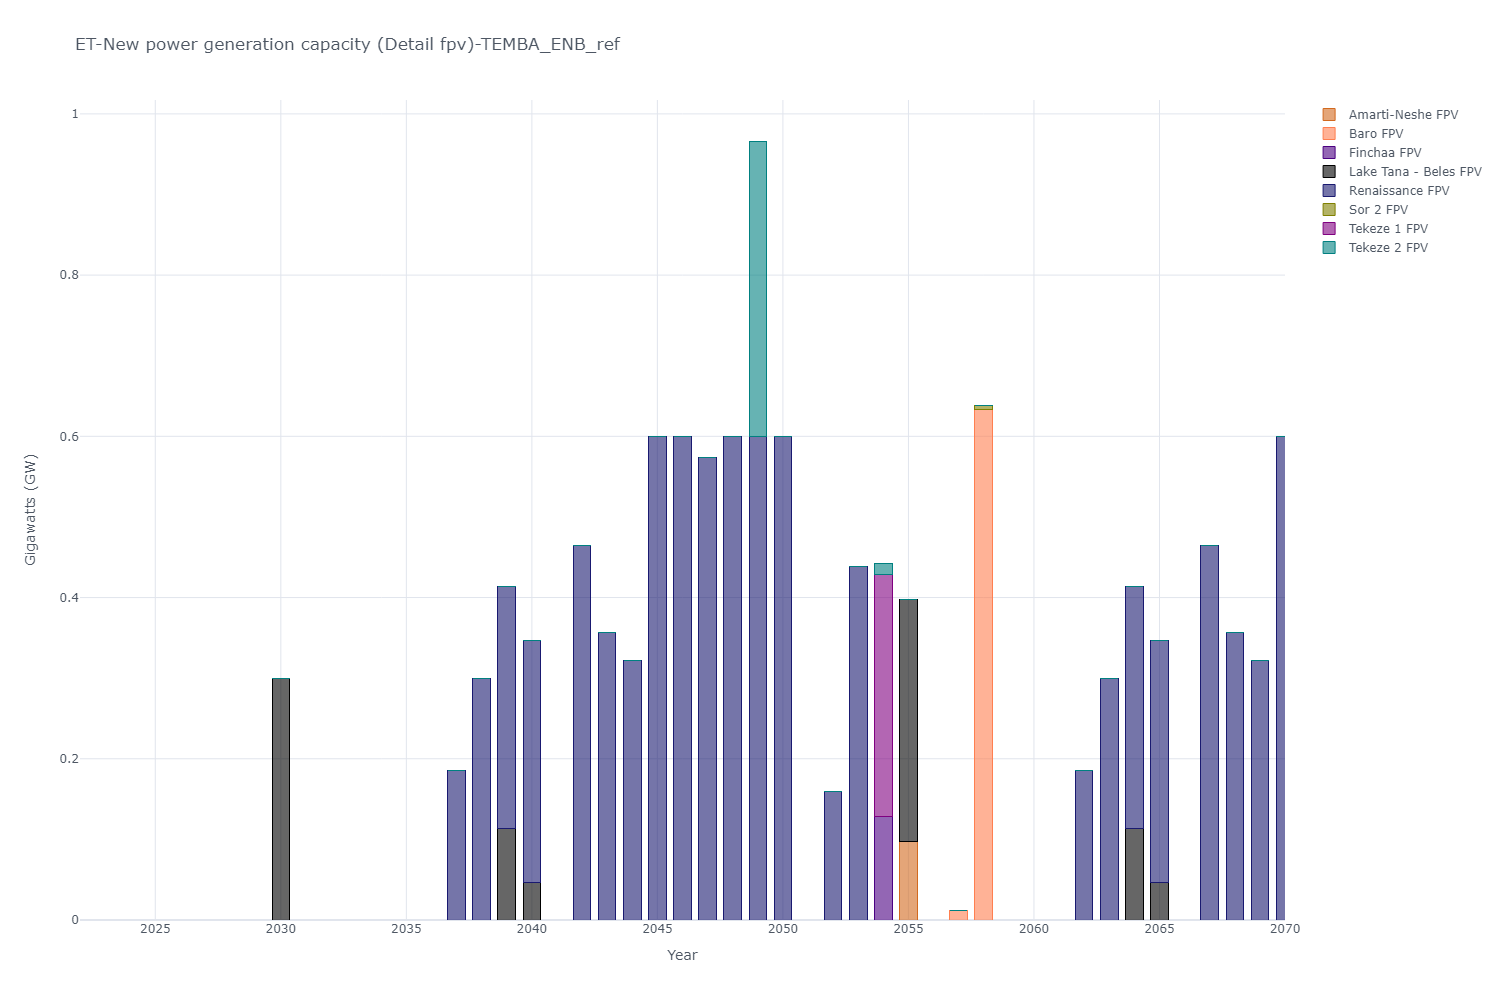 ET-New power generation capacity (Detail fpv)-TEMBA_ENB_ref
Amarti-Neshe FPV
Baro FPV
Finchaa FPV
Lake Tana - Beles FPV
Renaissance FPV
Sor 2 FPV
Tekeze 1 FPV
Tekeze 2 FPV
1
0.8
0.6
0.4
0.2
0
Gigawatts (GW)
2025
2030
2035
2040
2045
2050
2055
2060
2065
2070
Year